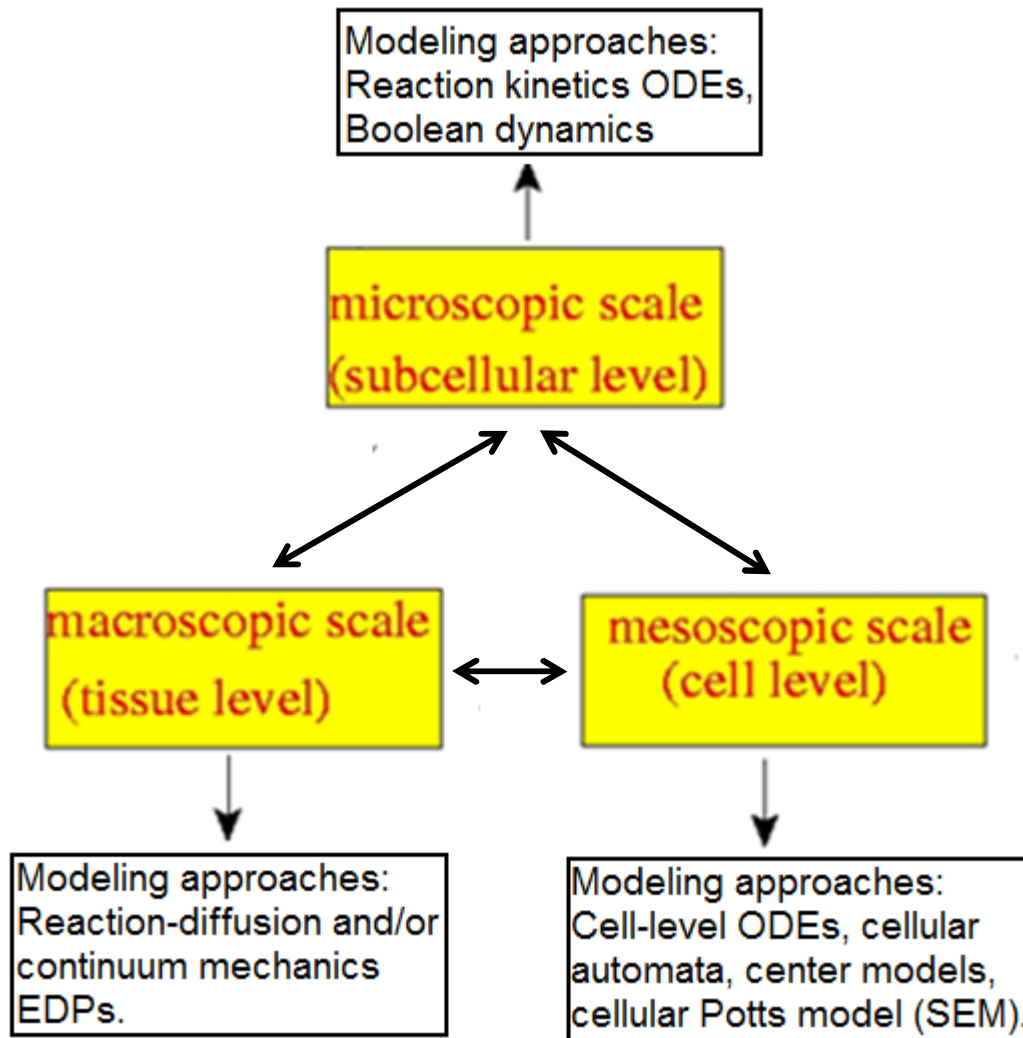 Modeling approaches:
Reaction kinetics ODEs,
Boolean dynamics
microscopic scale
(subcellular level)
macroscopic scale
(tissue level)
mesoscopic scale
(cell level)
Modeling approaches:
Reaction-diffusion and/or
continuum mechanics
EDPs.
Modeling approaches:
Cell-level ODEs, cellular
automata, center models,
cellular Potts model (SEM).